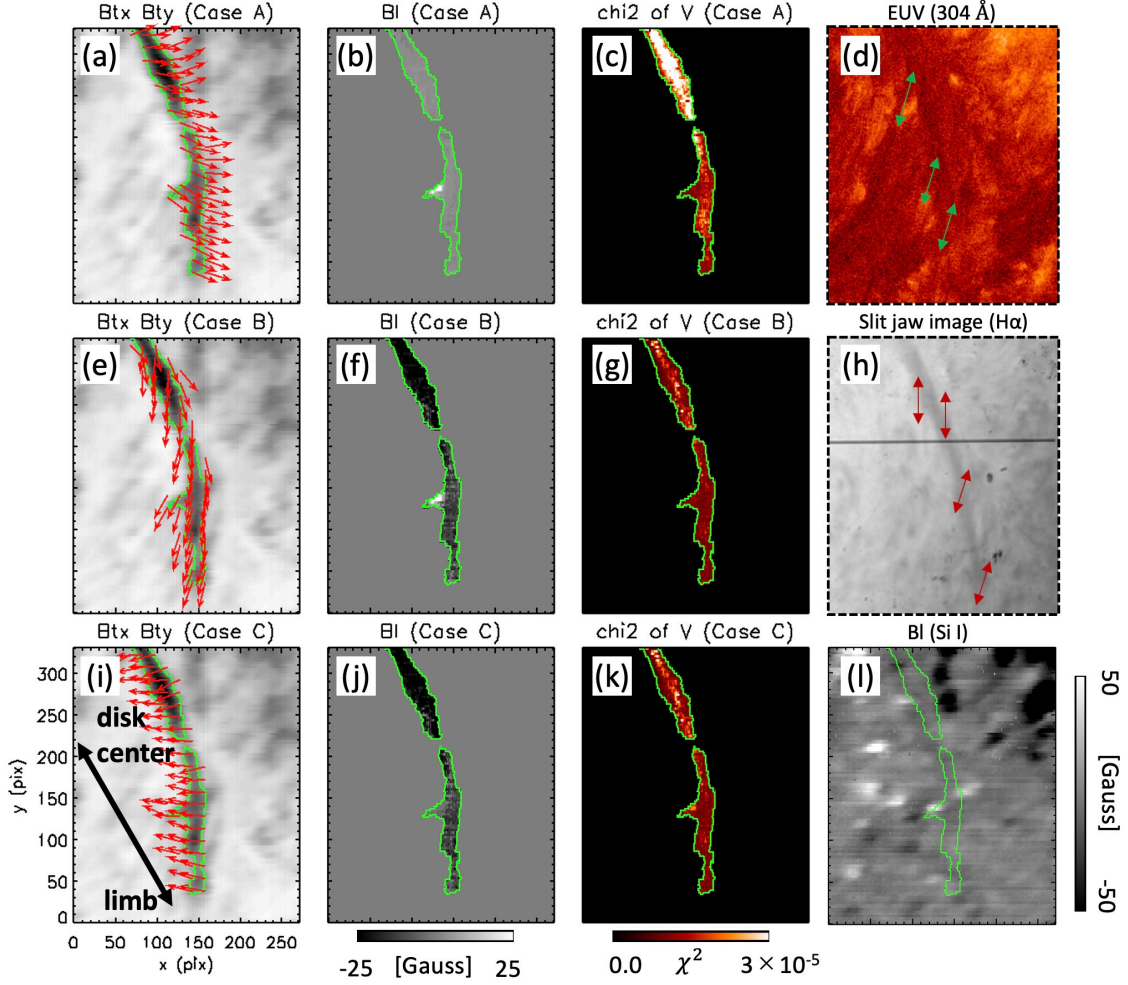 Btx Bty (Case A)
Bl (Case A)
chi2 of V (Case A)
EUV (304 Å)
(a)
(b)
(c)
(d)
Btx Bty (Case B)
Bl (Case B)
chi2 of V (Case B)
Slit jaw image (Hα)
(e)
(f)
(g)
(h)
Btx Bty (Case C)
Bl (Case C)
chi2 of V (Case C)
Bl (Si I)
(i)
(j)
(k)
(l)
disk
center
limb
y (pix)
300
250
200
150
100
50
0
0 50 100 150 200 250
x (pix)
-25 [Gauss] 25
0.0 χ² 3×10⁻⁵
50
[Gauss]
-50